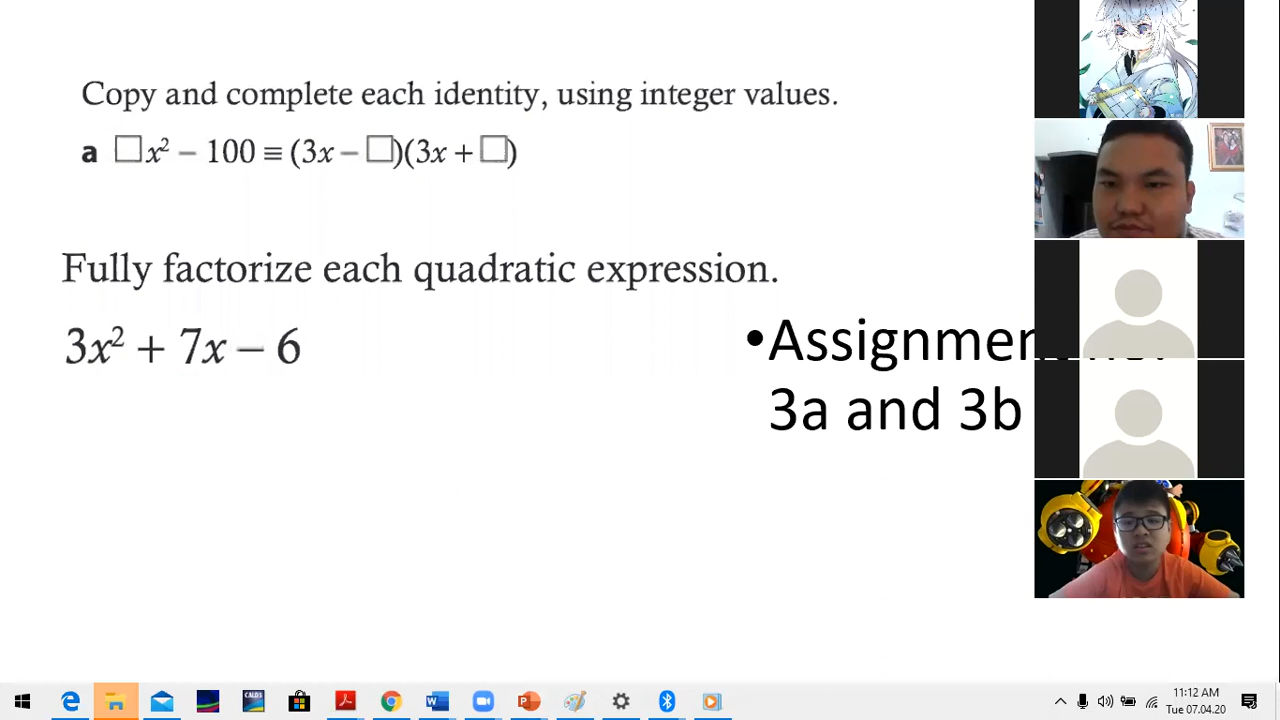 Copy and complete each identity, using integer values.
a □x² – 100 ≡ (3x – □)(3x + □)
Fully factorize each quadratic expression.
3x² + 7x – 6
•Assignmen
3a and 3b
11:12 AM
Tue 07.04.20